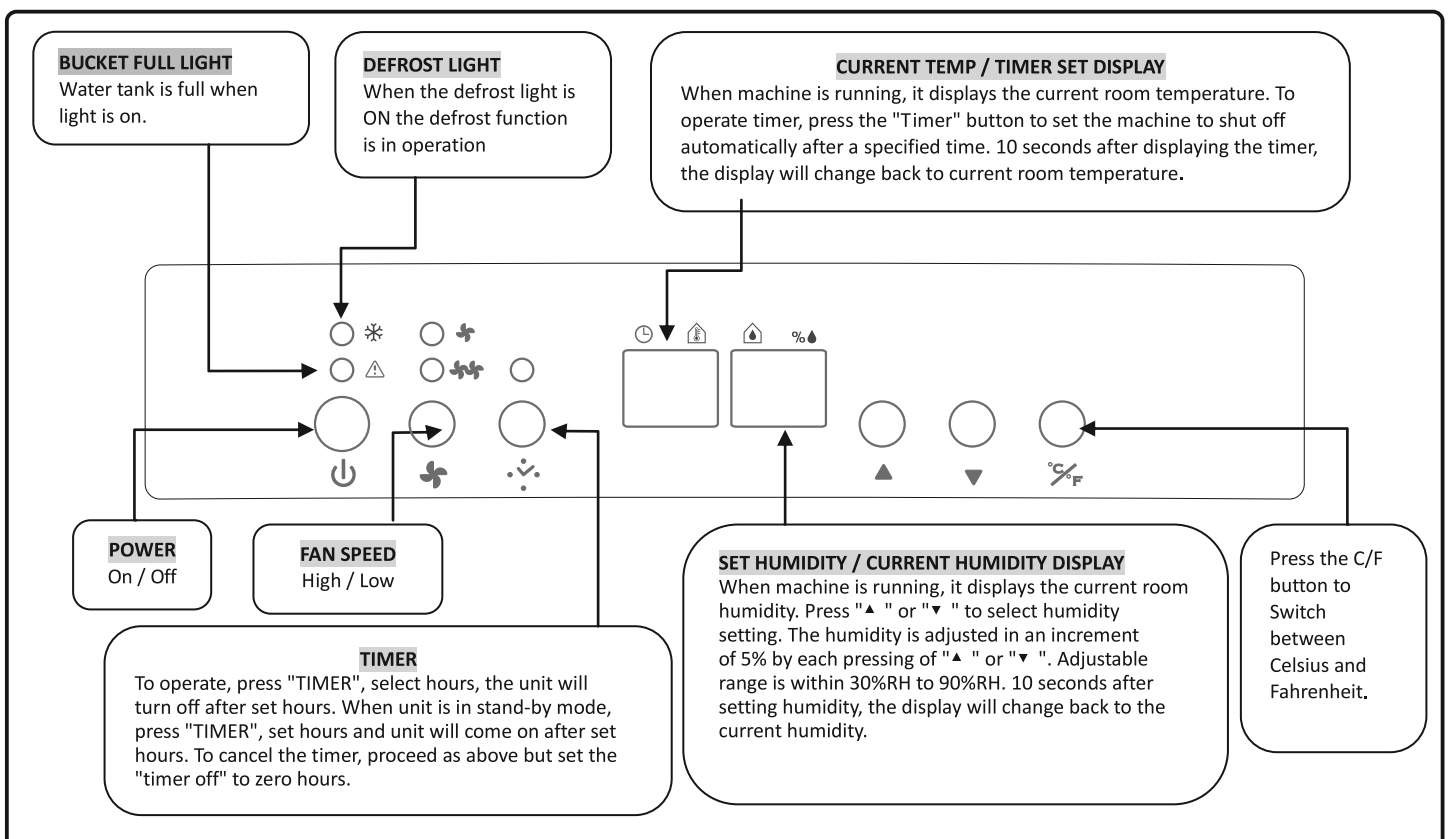 BUCKET FULL LIGHT
Water tank is full when
light is on.
DEFROST LIGHT
When the defrost light is
ON the defrost function
is in operation
CURRENT TEMP / TIMER SET DISPLAY
When machine is running, it displays the current room temperature. To
operate timer, press the "Timer" button to set the machine to shut off
automatically after a specified time. 10 seconds after displaying the timer,
the display will change back to current room temperature.
%
°C/°F
POWER
On / Off
FAN SPEED
High / Low
TIMER
To operate, press "TIMER", select hours, the unit will
turn off after set hours. When unit is in stand-by mode,
press "TIMER", set hours and unit will come on after set
hours. To cancel the timer, proceed as above but set the
"timer off" to zero hours.
SET HUMIDITY / CURRENT HUMIDITY DISPLAY
When machine is running, it displays the current room
humidity. Press "▲ " or "▼ " to select humidity
setting. The humidity is adjusted in an increment
of 5% by each pressing of "▲ " or "▼ ". Adjustable
range is within 30%RH to 90%RH. 10 seconds after
setting humidity, the display will change back to the
current humidity.
Press the C/F
button to
Switch
between
Celsius and
Fahrenheit.